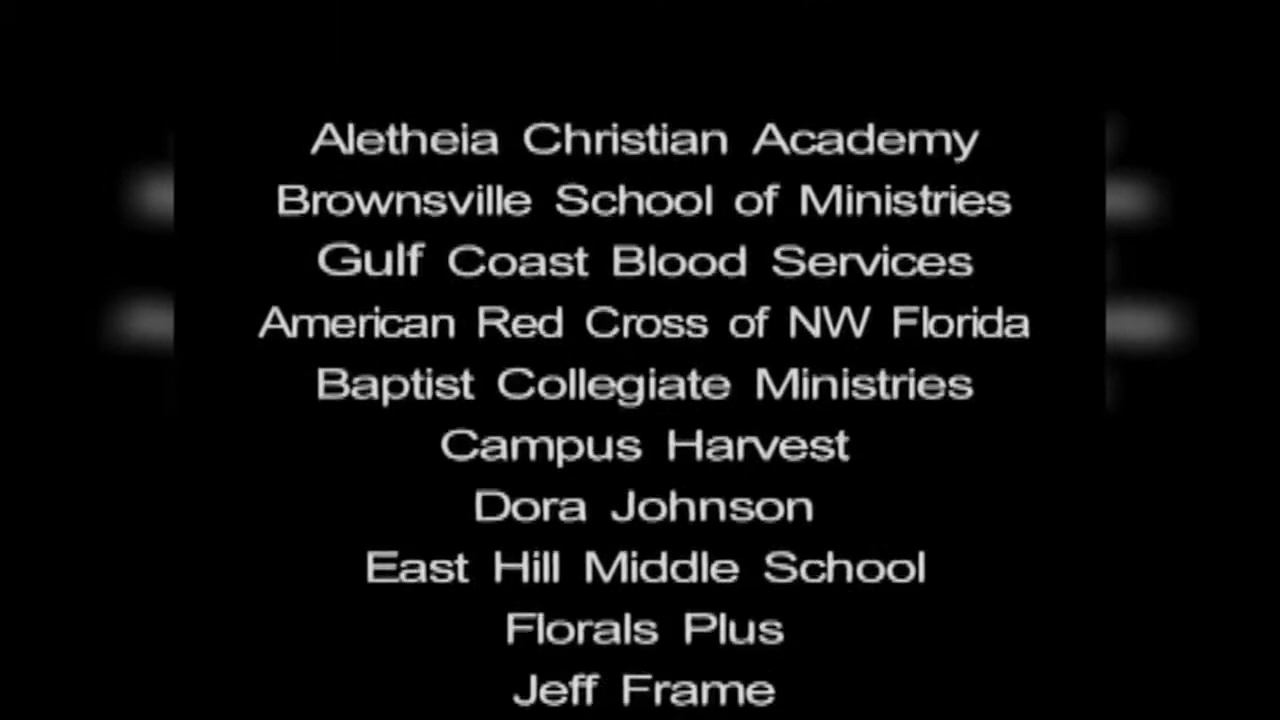 Aletheia Christian Academy
Brownsville School of Ministries
Gulf Coast Blood Services
American Red Cross of NW Florida
Baptist Collegiate Ministries
Campus Harvest
Dora Johnson
East Hill Middle School
Florals Plus
Jeff Frame